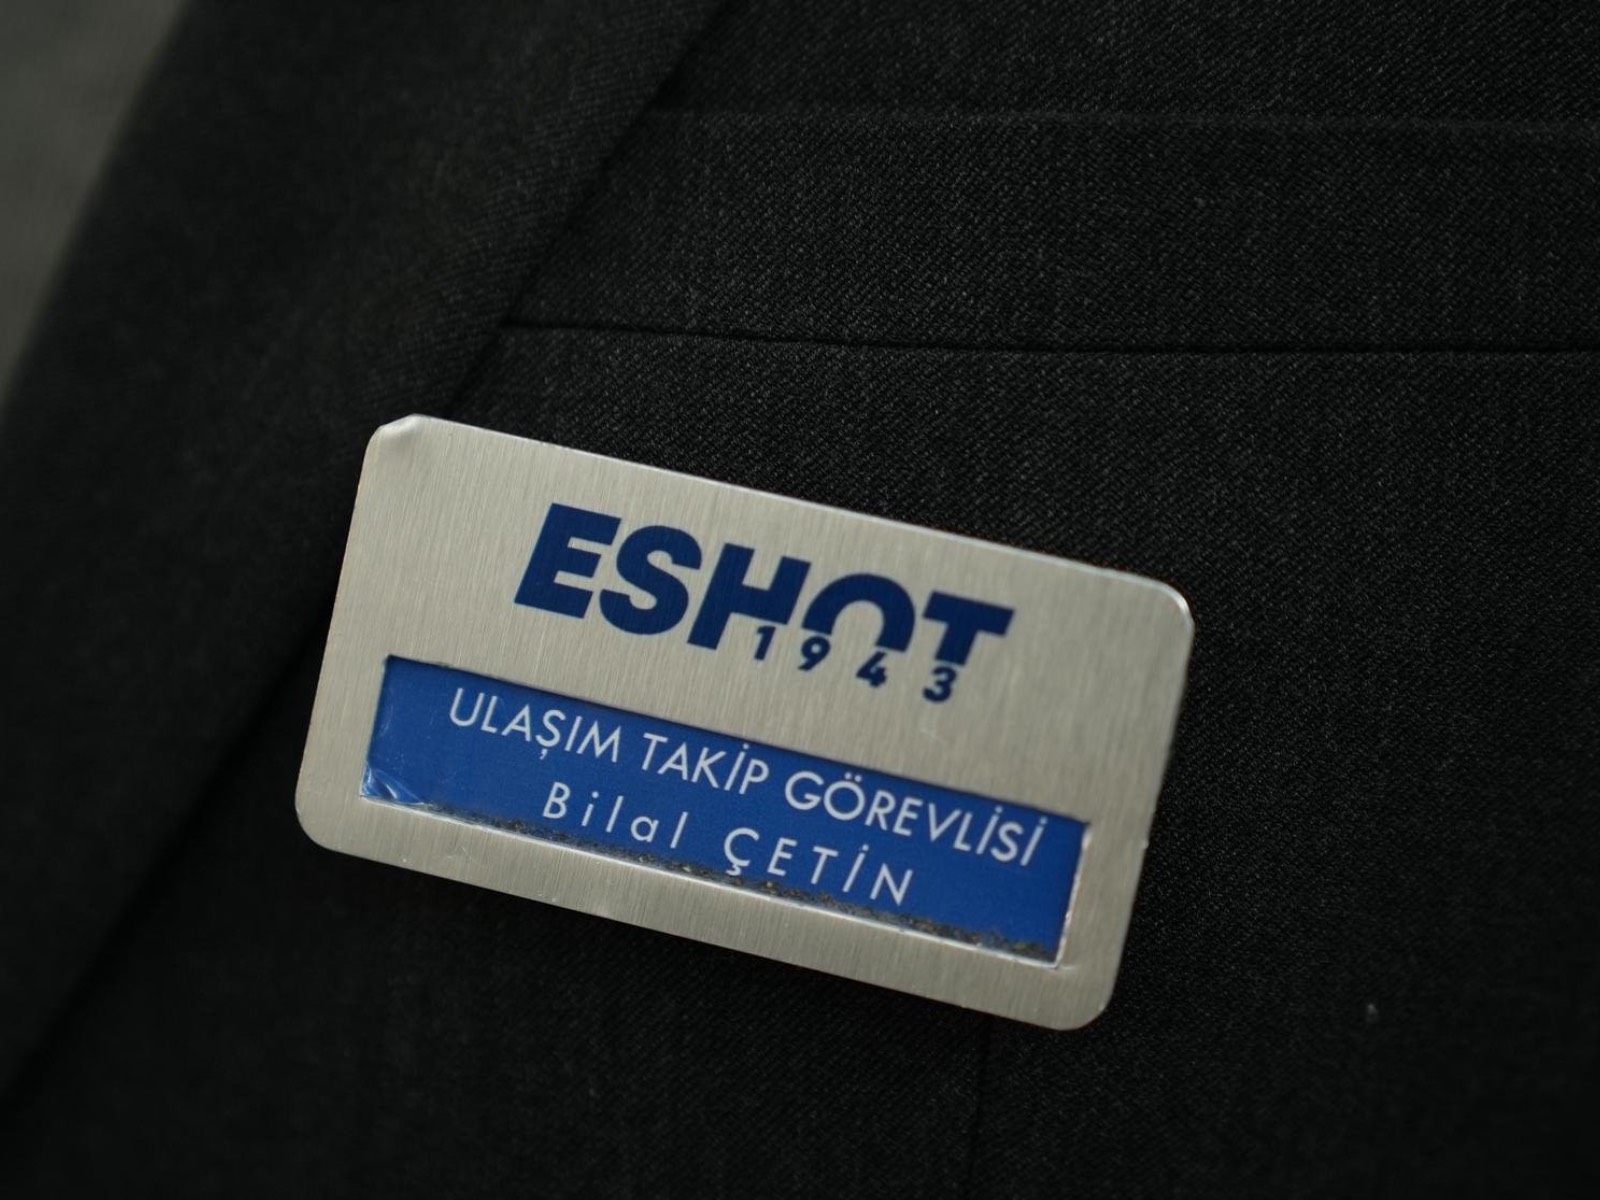 ESHOT
1943
ULAŞIM TAKİP GÖREVLİSİ
Bilal ÇETİN